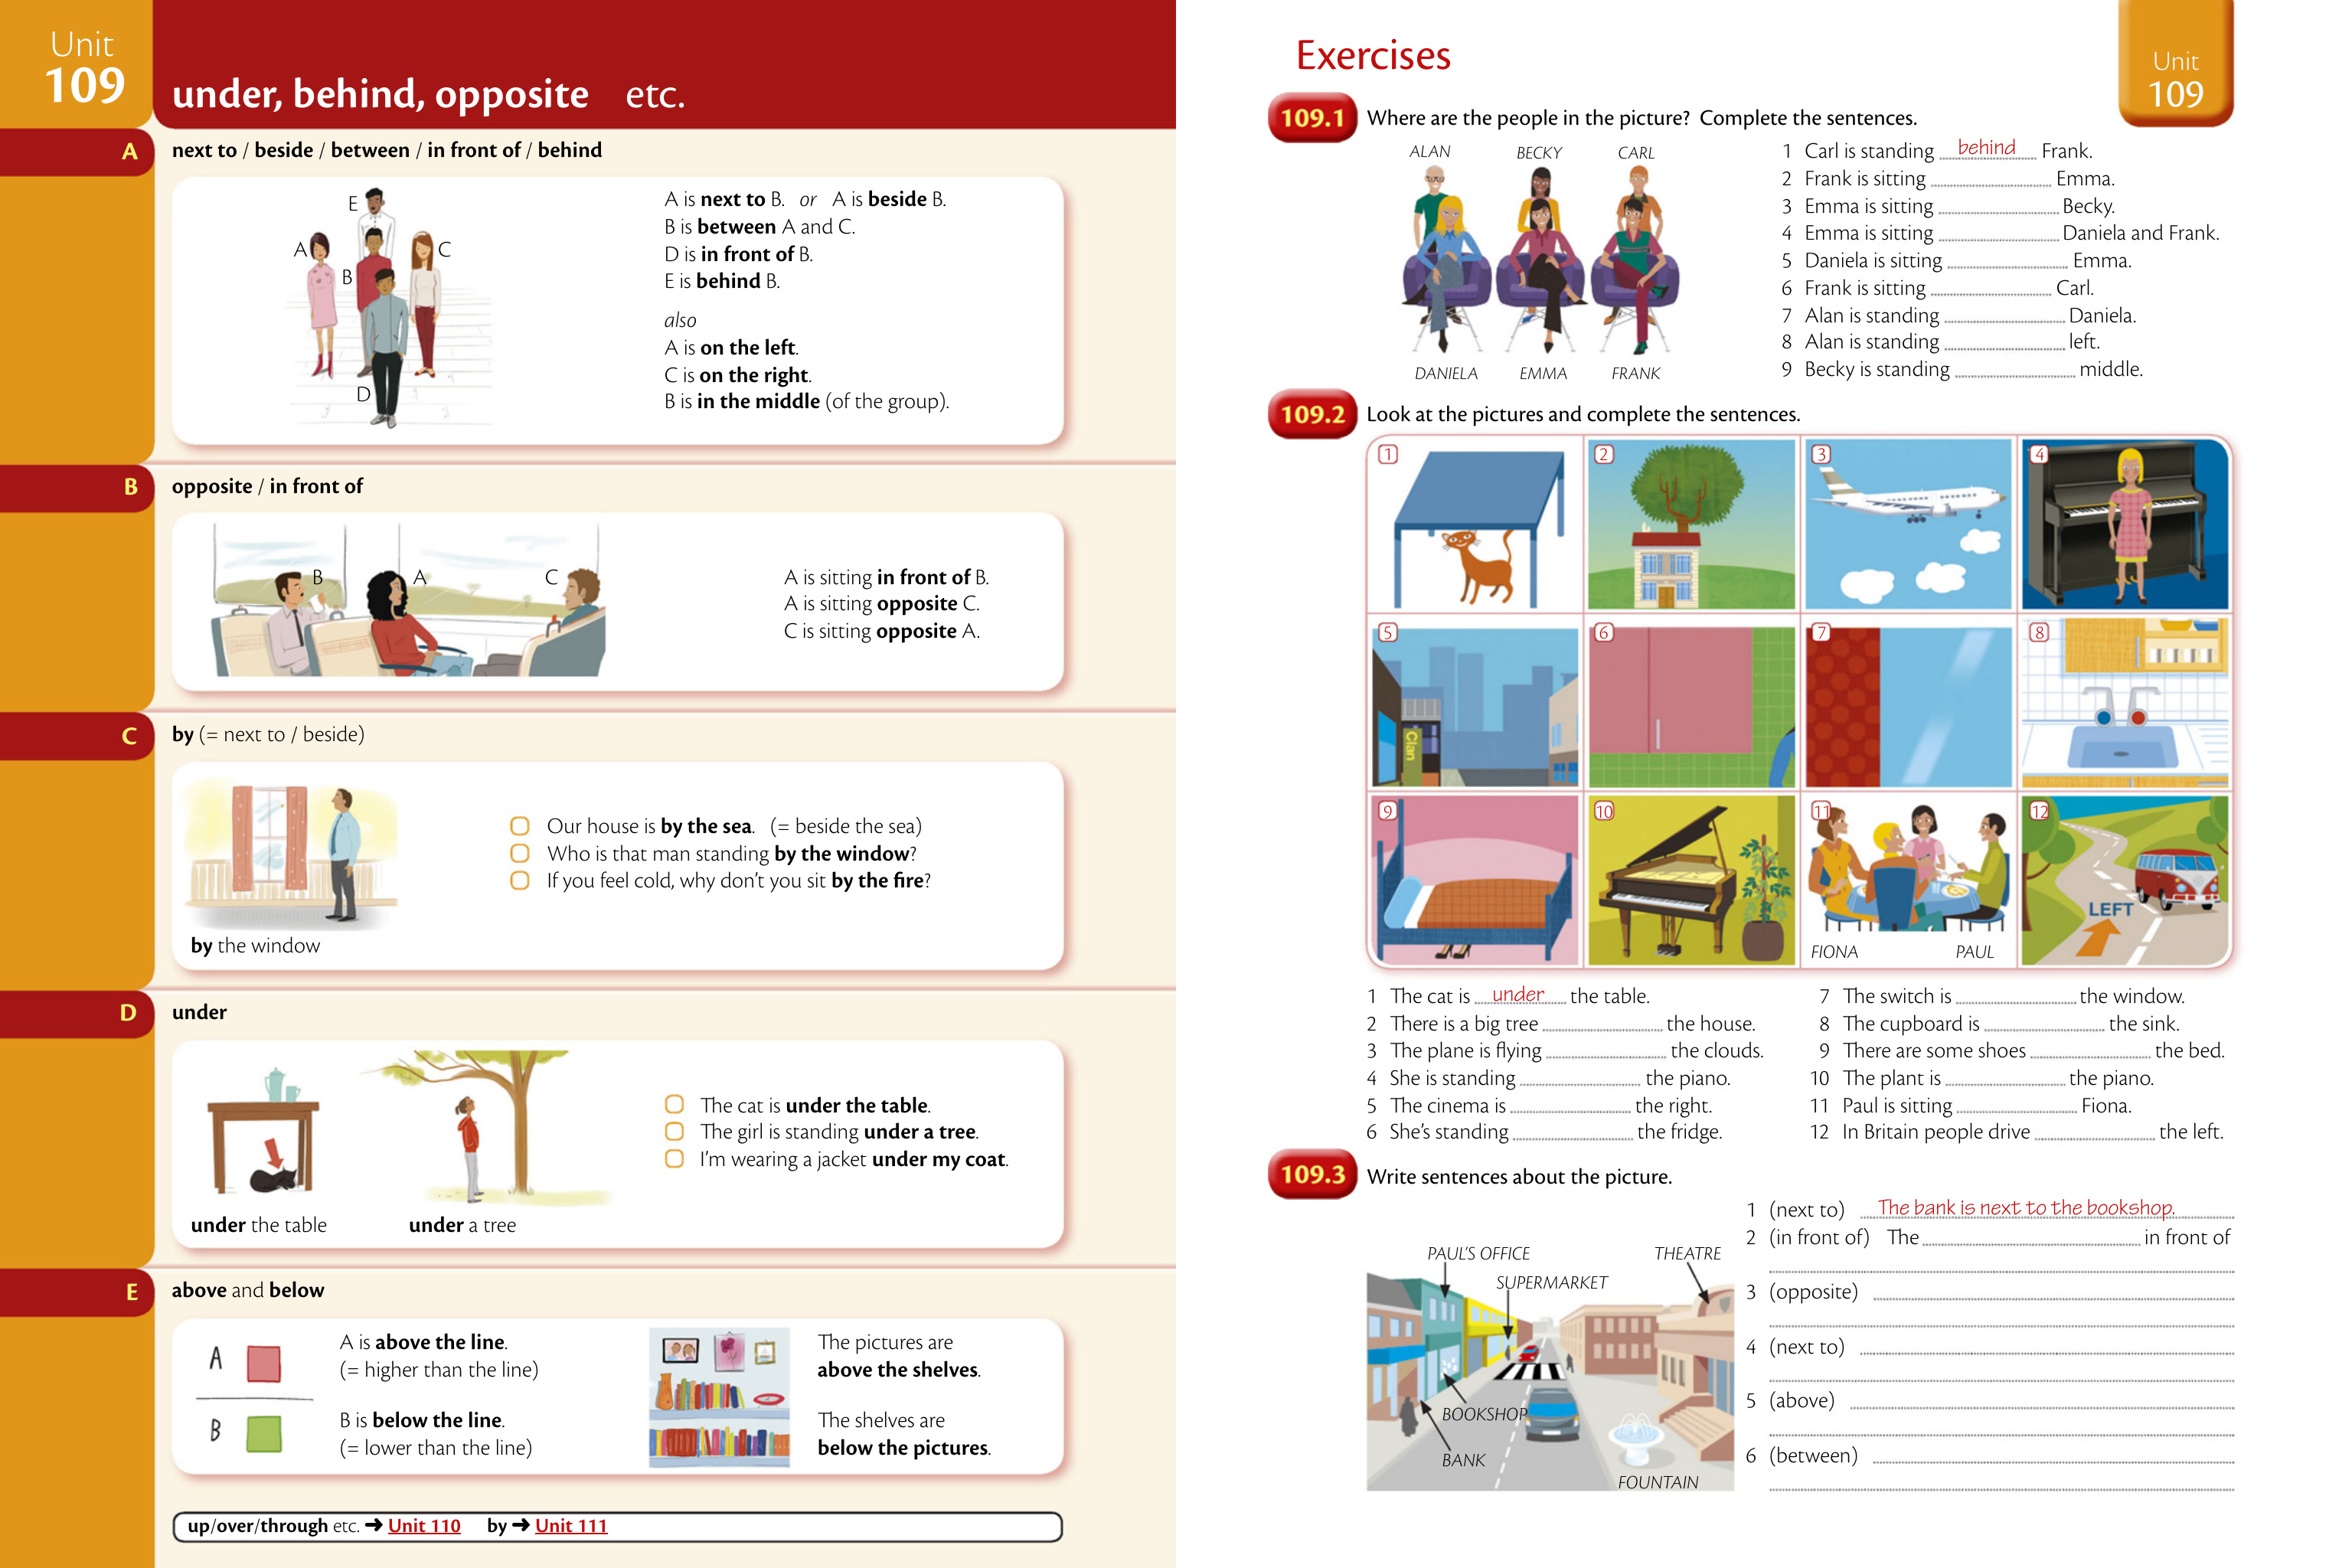 Unit
109
under, behind, opposite etc.
A
next to / beside / between / in front of / behind
E
A
C
B
D
A is next to B. or A is beside B.
B is between A and C.
D is in front of B.
E is behind B.
also
A is on the left.
C is on the right.
B is in the middle (of the group).
B
opposite / in front of
B
A
C
A is sitting in front of B.
A is sitting opposite C.
C is sitting opposite A.
C
by (= next to / beside)
Our house is by the sea. (= beside the sea)
Who is that man standing by the window?
If you feel cold, why don't you sit by the fire?
by the window
D
under
The cat is under the table.
The girl is standing under a tree.
I'm wearing a jacket under my coat.
under the table
under a tree
E
above and below
A
B
A is above the line.
(= higher than the line)
B is below the line.
(= lower than the line)
The pictures are
above the shelves.
The shelves are
below the pictures.
up/over/through etc. ➜ Unit 110 by ➜ Unit 111
Exercises
Unit
109
109.1 Where are the people in the picture? Complete the sentences.
ALAN BECKY CARL
DANIELA EMMA FRANK
1 Carl is standing behind Frank.
2 Frank is sitting Emma.
3 Emma is sitting Becky.
4 Emma is sitting Daniela and Frank.
5 Daniela is sitting Emma.
6 Frank is sitting Carl.
7 Alan is standing Daniela.
8 Alan is standing left.
9 Becky is standing middle.
109.2 Look at the pictures and complete the sentences.
1 2 3 4
5 6 7 8
Clan
9 10 11 12
LEFT
FIONA PAUL
1 The cat is under the table.
2 There is a big tree the house.
3 The plane is flying the clouds.
4 She is standing the piano.
5 The cinema is the right.
6 She's standing the fridge.
7 The switch is the window.
8 The cupboard is the sink.
9 There are some shoes the bed.
10 The plant is the piano.
11 Paul is sitting Fiona.
12 In Britain people drive the left.
109.3 Write sentences about the picture.
PAUL'S OFFICE
THEATRE
SUPERMARKET
BOOKSHOP
BANK
FOUNTAIN
1 (next to) The bank is next to the bookshop.
2 (in front of) The in front of
3 (opposite)
4 (next to)
5 (above)
6 (between)